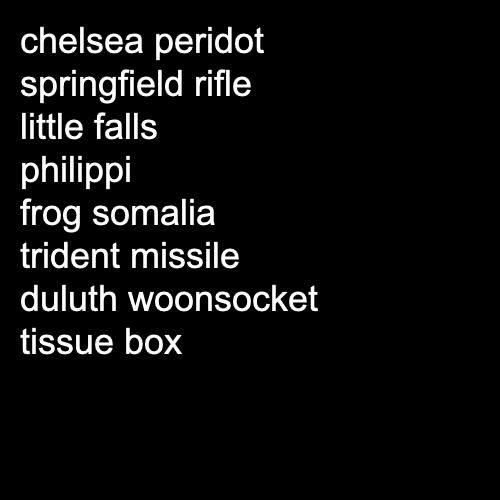 chelsea peridot
springfield rifle
little falls
philippi
frog somalia
trident missile
duluth woonsocket
tissue box